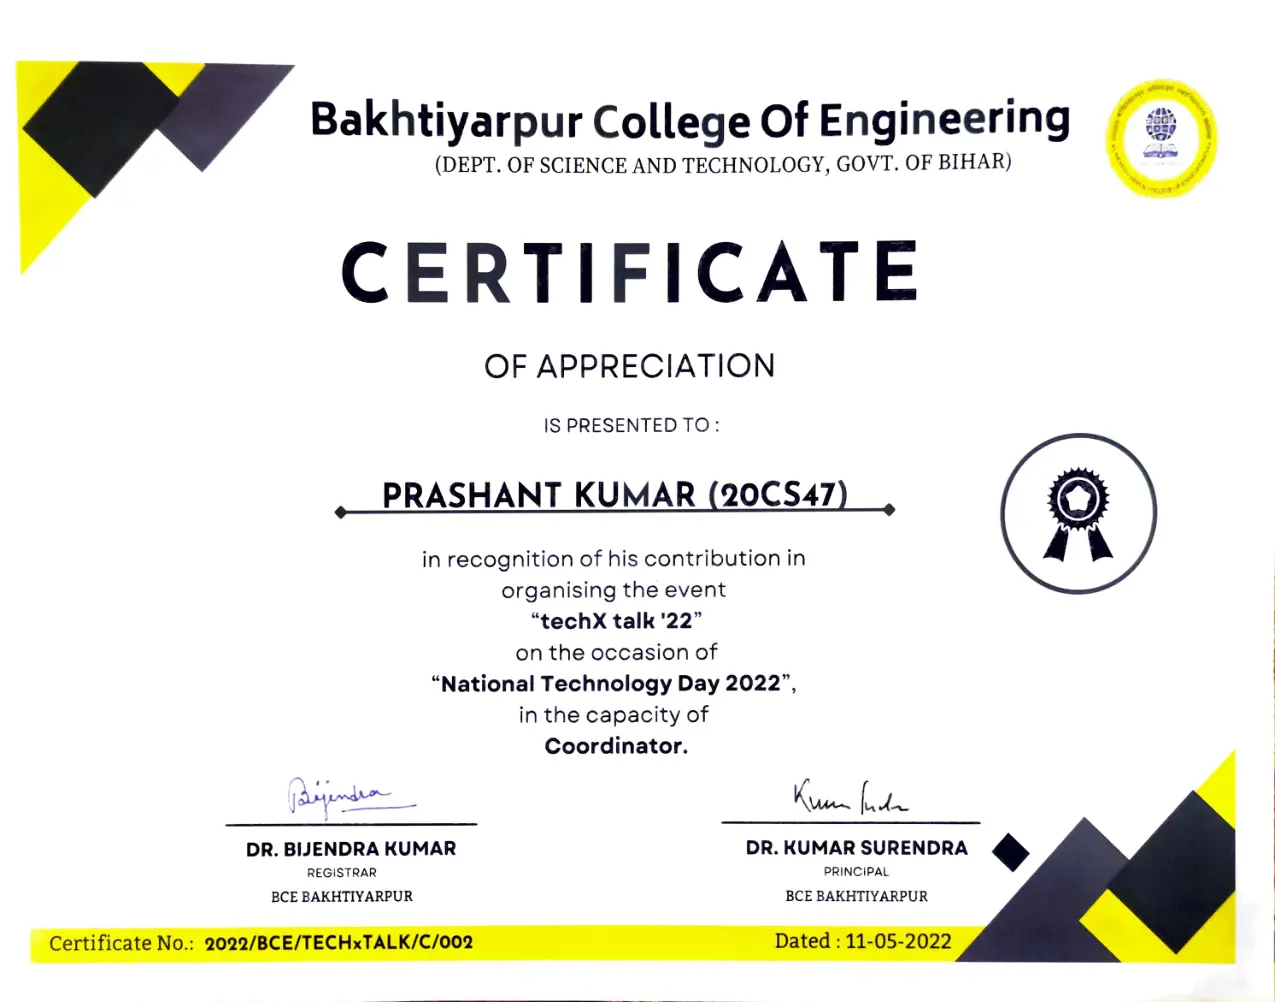 Bakhtiyarpur College Of Engineering
(DEPT. OF SCIENCE AND TECHNOLOGY, GOVT. OF BIHAR)
CERTIFICATE
OF APPRECIATION
IS PRESENTED TO :
PRASHANT KUMAR (20CS47)
in recognition of his contribution in
organising the event
“techX talk '22”
on the occasion of
“National Technology Day 2022”,
in the capacity of
Coordinator.
Bijendra
DR. BIJENDRA KUMAR
REGISTRAR
BCE BAKHTIYARPUR
DR. KUMAR SURENDRA
PRINCIPAL
BCE BAKHTIYARPUR
Certificate No.: 2022/BCE/TECHxTALK/C/002
Dated : 11-05-2022